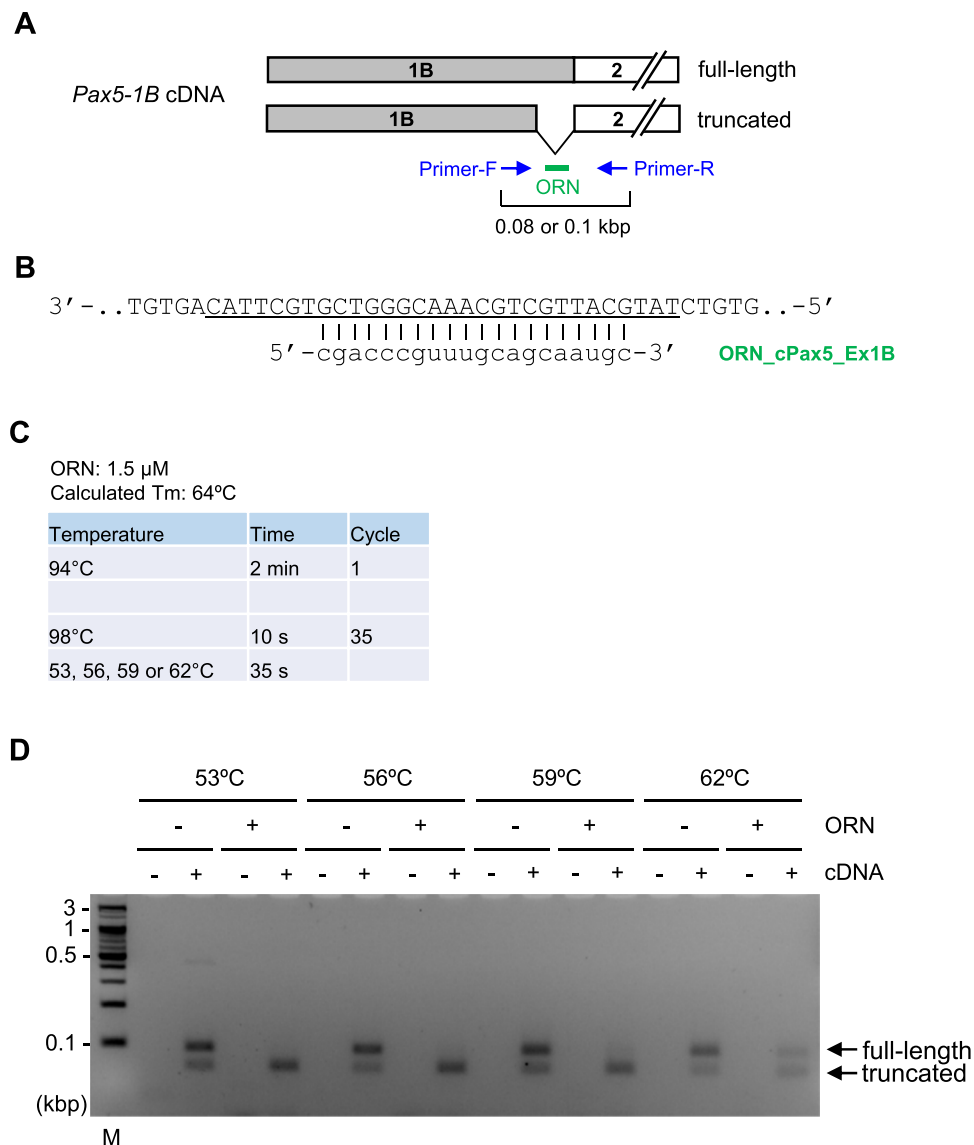 A
1B 2 full-length
Pax5-1B cDNA
1B 2 truncated
Primer-F Primer-R
ORN
0.08 or 0.1 kbp
B
3′-..TGTGACATTCGTGCTGGGCAAACGTCGTTACGTATCTGTG..-5′
5′-cgacccguuugcagcaaugc-3′ ORN_cPax5_Ex1B
C
ORN: 1.5 µM
Calculated Tm: 64ºC
Temperature Time Cycle
94°C 2 min 1
98°C 10 s 35
53, 56, 59 or 62°C 35 s
D
53ºC 56ºC 59ºC 62ºC
- + - + - + - + ORN
- + - + - + - + - + - + - + - + cDNA
3 -
1 -
0.5 -
0.1 -
full-length
truncated
(kbp)
M